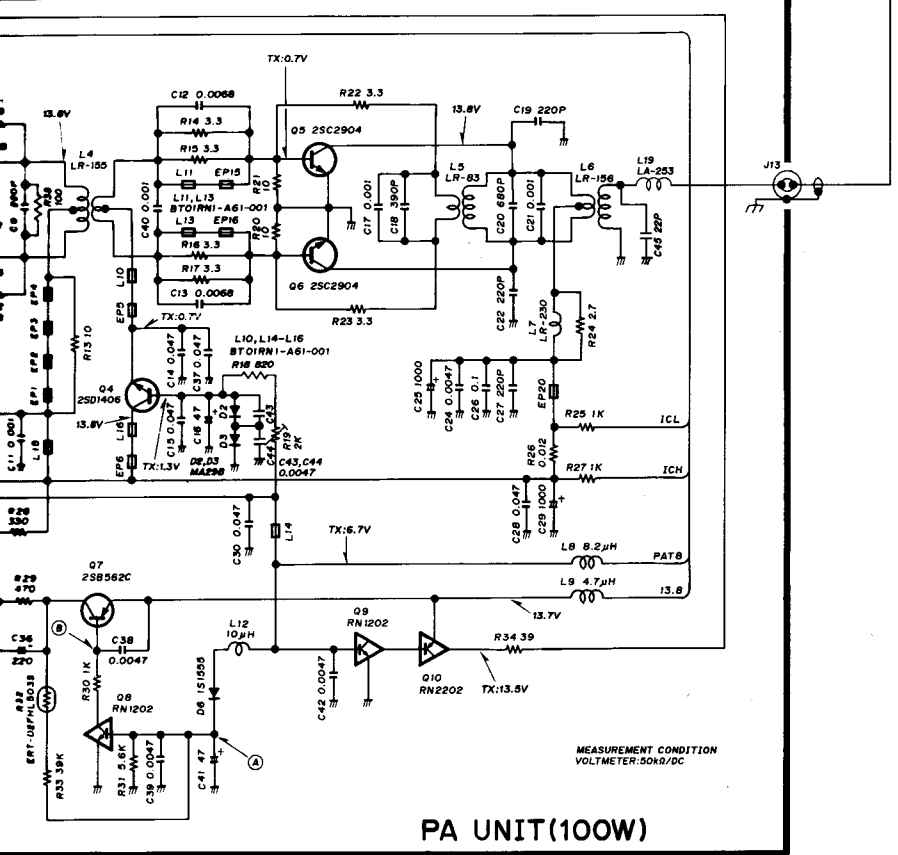 TX:0.7V
C12 0.0068
R22 3.3
13.8V
R14 3.3
Q5 2SC2904
13.8V
C19 220P
L4
LR-155
R15 3.3
L11 EP15
L5
LR-83
L6
LR-156
L19
LA-253
J13
R38
100
C40 0.001
L11,L13
BT01RN1-A61-001
L13 EP16
R21
10
R20
10
C17 0.001
C18 390P
C20 680P
C21 0.001
C45 22P
R16 3.3
R17 3.3
C13 0.0068
Q6 2SC2904
L10
EP5
EP4
EP3
EP2
EP1
R13 10
R23 3.3
C22 220P
L7
LR-230
R24 2.7
TX:0.7V
L10,L14-L16
BT01RN1-A61-001
R18 820
C14 0.047
C37 0.047
Q4
2SD1406
13.8V
C25 1000
C24 0.0047
C26 0.1
C27 220P
EP20
R25 1K
ICL
C11 0.001
L18
L16
EP6
TX:1.3V
C15 0.047
C16 47
D2
D3
D2,D3
MA29B
C43
C44
R19
2K
C43,C44
0.0047
R26
0.012
R27 1K
ICH
R28
330
C30 0.047
L14
TX:6.7V
C28 0.047
C29 1000
L8 8.2μH
PAT8
Q7
2SB562C
R29
470
L9 4.7μH
13.8
13.7V
B
C38
0.0047
C36
220
L12
10μH
Q9
RN1202
R34 39
Q10
RN2202
TX:13.5V
R30 1K
Q8
RN1202
D6 1S1555
C42 0.0047
R32
R33 39K
R31 5.6K
C39 0.0047
C41 47
A
MEASUREMENT CONDITION
VOLTMETER:50kΩ/DC
PA UNIT(100W)